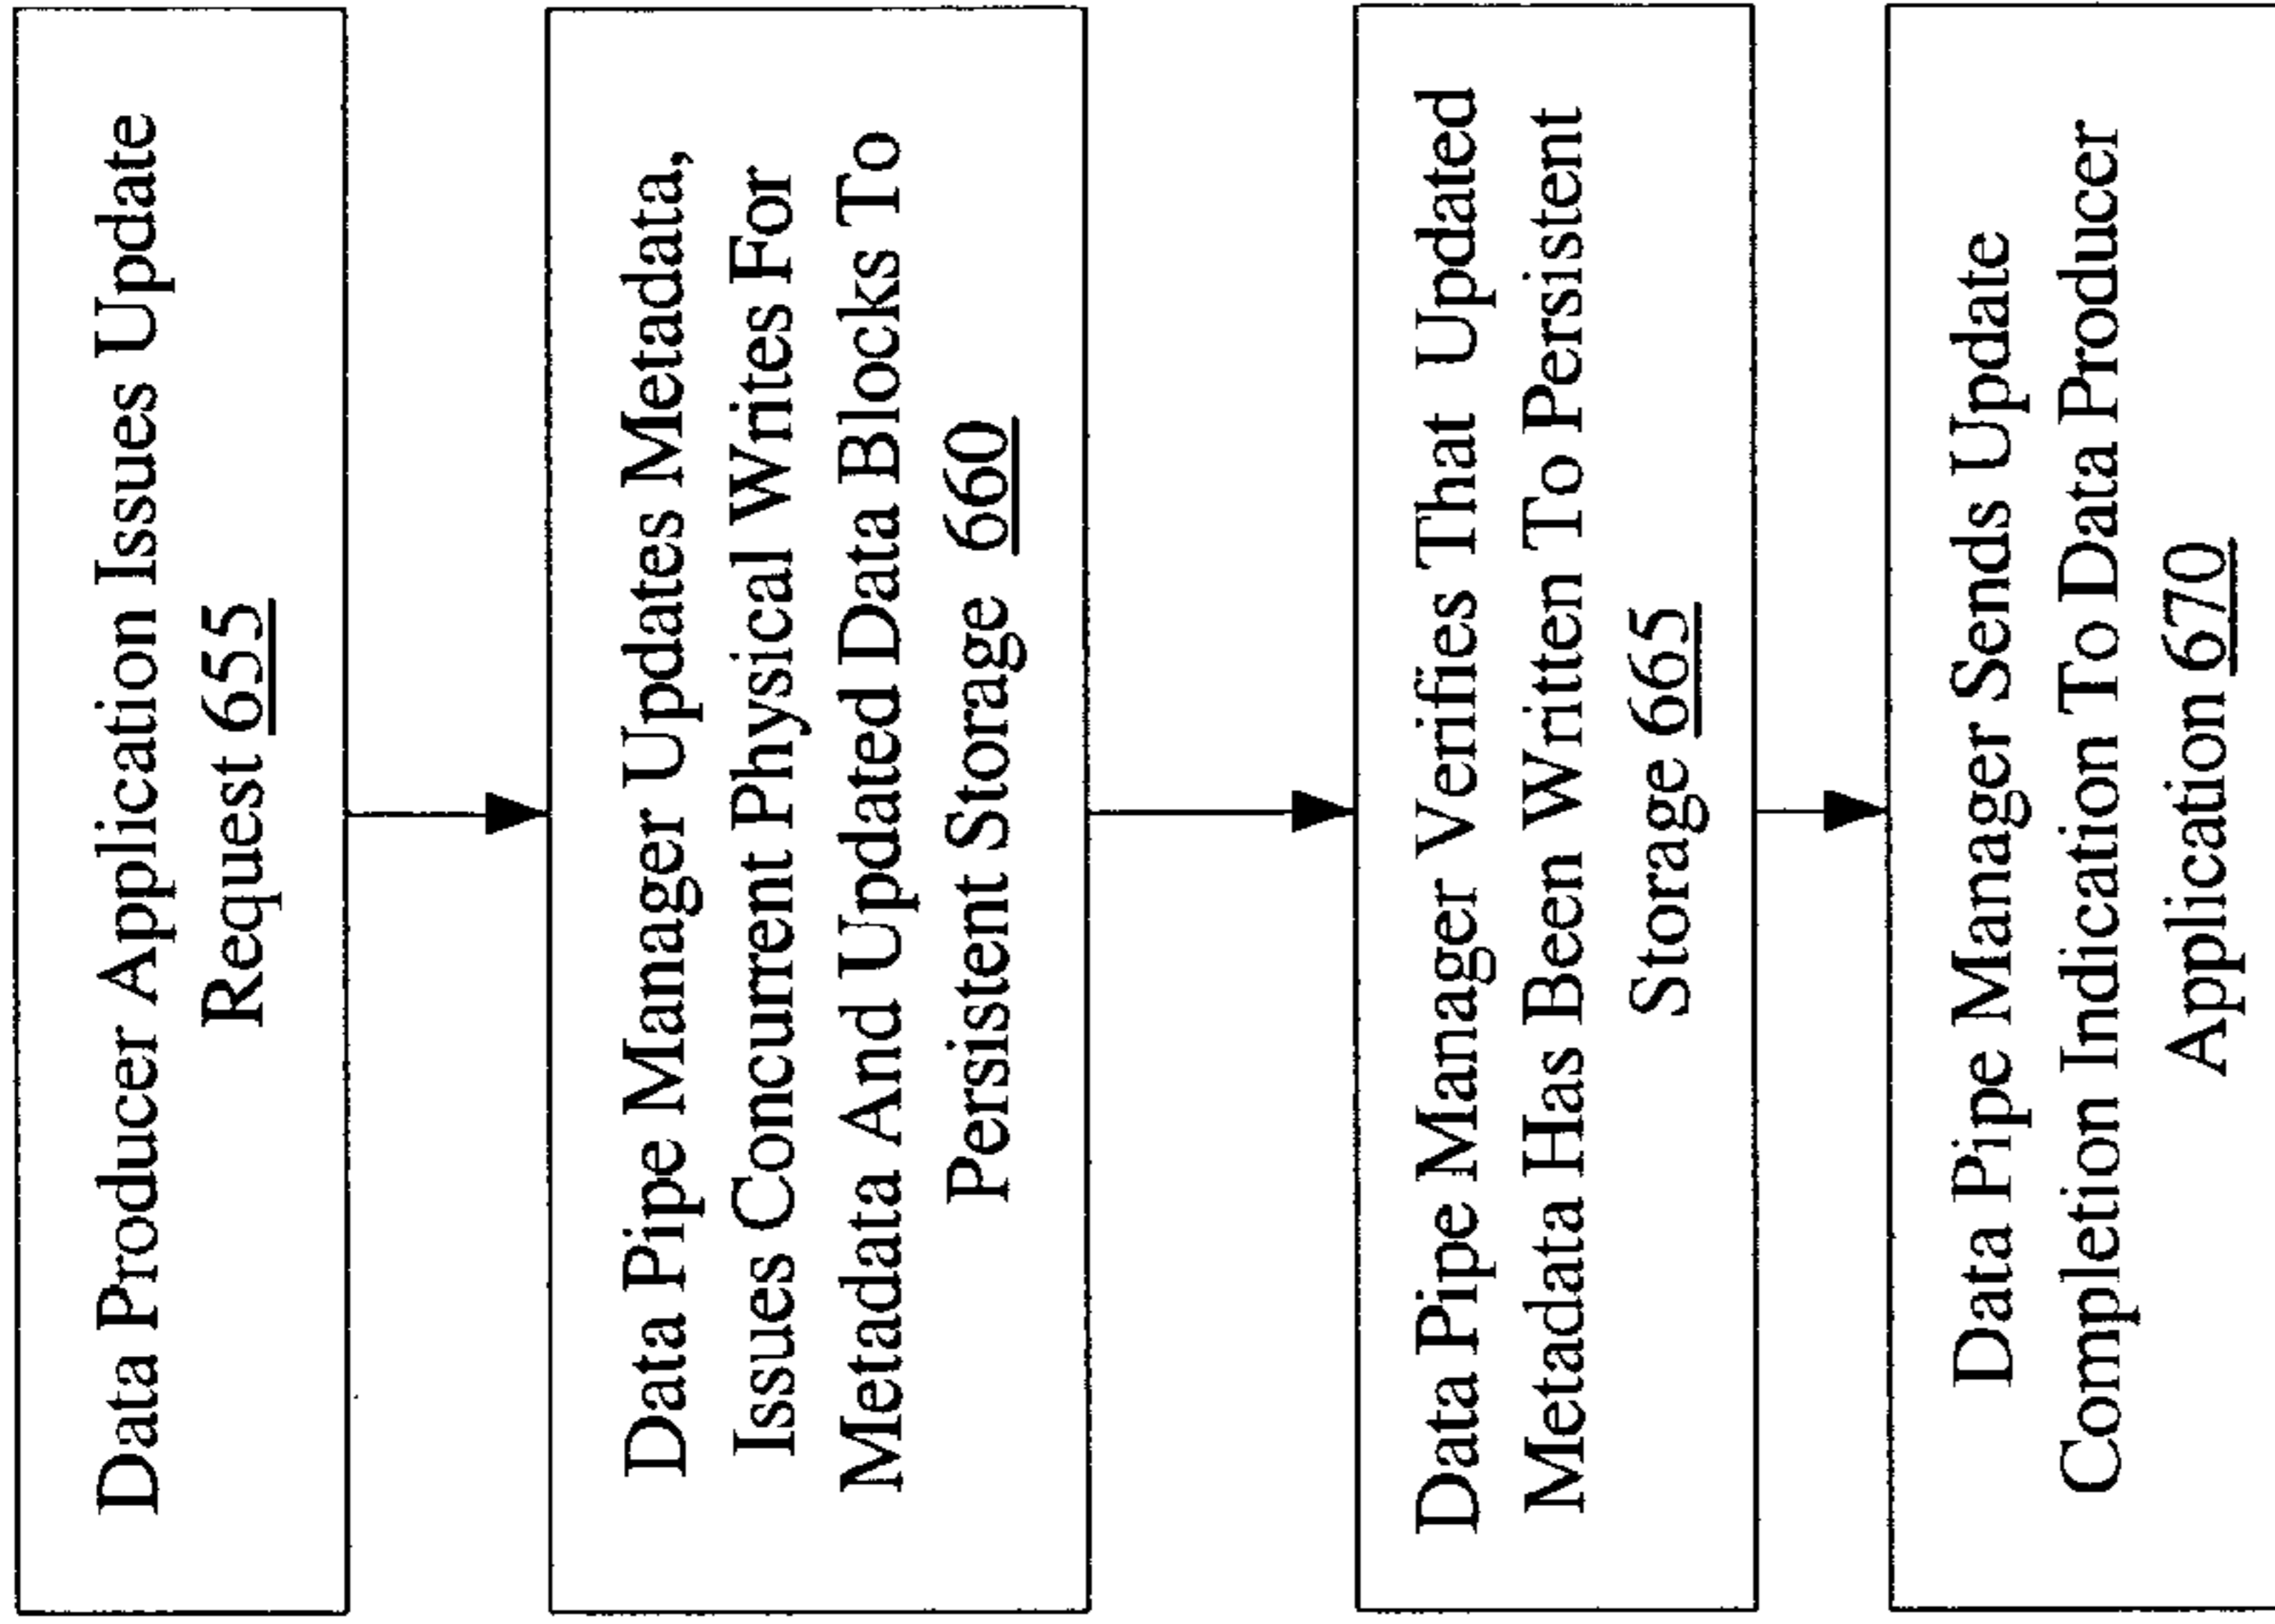 Data Producer Application Issues Update
Request 655
Data Pipe Manager Updates Metadata,
Issues Concurrent Physical Writes For
Metadata And Updated Data Blocks To
Persistent Storage 660
Data Pipe Manager Verifies That Updated
Metadata Has Been Written To Persistent
Storage 665
Data Pipe Manager Sends Update
Completion Indication To Data Producer
Application 670